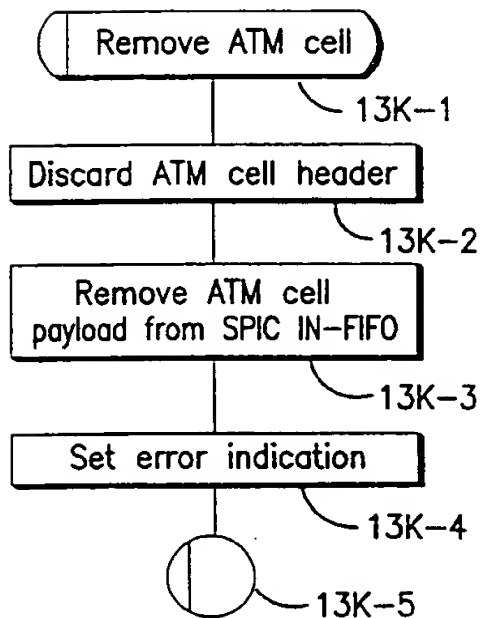 Remove ATM cell
13K-1
Discard ATM cell header
13K-2
Remove ATM cell
payload from SPIC IN-FIFO
13K-3
Set error indication
13K-4
13K-5